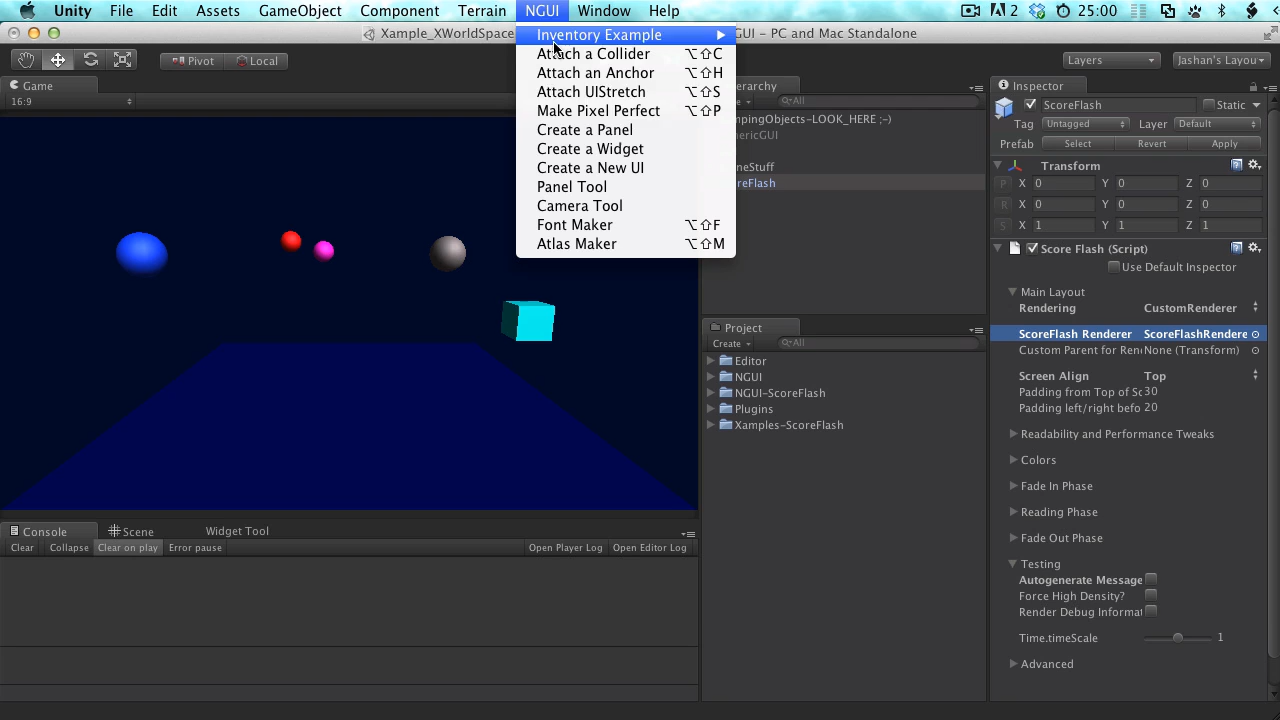 Unity File Edit Assets GameObject Component Terrain NGUI Window Help 2 25:00
Xample_XWorldSpace GUI - PC and Mac Standalone
Pivot Local Layers Jashan's Layou
Game
16:9
Inventory Example
Attach a Collider ⌥⇧C
Attach an Anchor ⌥⇧H
Attach UIStretch ⌥⇧S
Make Pixel Perfect ⌥⇧P
Create a Panel
Create a Widget
Create a New UI
Panel Tool
Camera Tool
Font Maker ⌥⇧F
Atlas Maker ⌥⇧M
erarchy
All
mpingObjects-LOOK_HERE ;-)
nericGUI
neStuff
reFlash
Project
Create All
Editor
NGUI
NGUI-ScoreFlash
Plugins
Xamples-ScoreFlash
Console Scene Widget Tool
Clear Collapse Clear on play Error pause Open Player Log Open Editor Log
Inspector
ScoreFlash Static
Tag Untagged Layer Default
Prefab Select Revert Apply
Transform
P X 0 Y 0 Z 0
R X 0 Y 0 Z 0
S X 1 Y 1 Z 1
Score Flash (Script)
Use Default Inspector
Main Layout
Rendering CustomRenderer
ScoreFlash Renderer ScoreFlashRendere
Custom Parent for Ren None (Transform)
Screen Align Top
Padding from Top of Sc 30
Padding left/right befo 20
Readability and Performance Tweaks
Colors
Fade In Phase
Reading Phase
Fade Out Phase
Testing
Autogenerate Message
Force High Density?
Render Debug Informat
Time.timeScale 1
Advanced